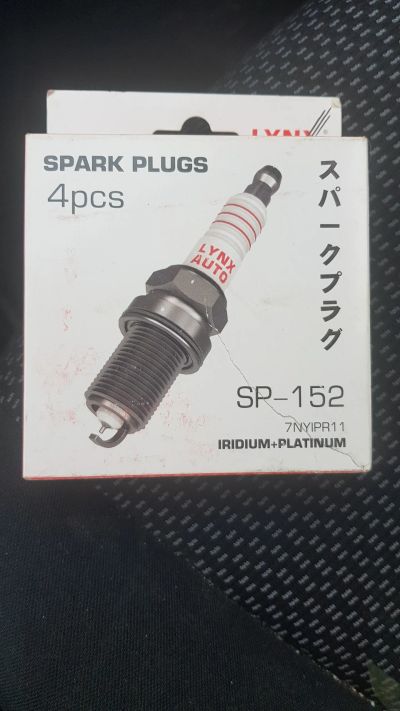 LYNX
SPARK PLUGS
4pcs
スパークプラグ
LYNX
AUTO
SP-152
7NYIPR11
IRIDIUM+PLATINUM